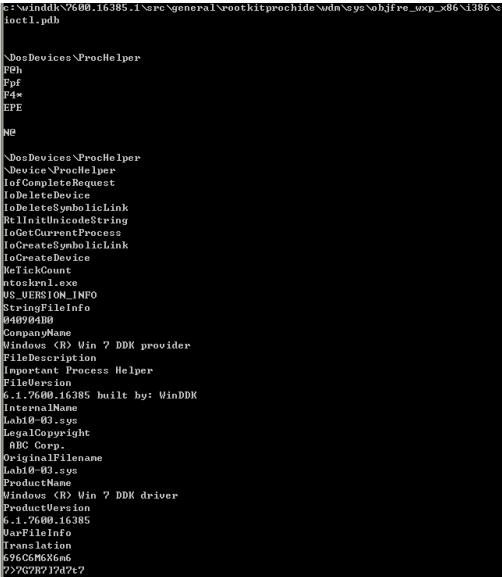 c:\winddk\7600.16385.1\src\general\rootkitprochide\wdm\sys\objfre_wxp_x86\i386\s
ioctl.pdb
\DosDevices\ProcHelper
F@h
Fpf
F4*
EPE
N@
\DosDevices\ProcHelper
\Device\ProcHelper
IofCompleteRequest
IoDeleteDevice
IoDeleteSymbolicLink
RtlInitUnicodeString
IoGetCurrentProcess
IoCreateSymbolicLink
IoCreateDevice
KeTickCount
ntoskrnl.exe
VS_VERSION_INFO
StringFileInfo
040904B0
CompanyName
Windows (R) Win 7 DDK provider
FileDescription
Important Process Helper
FileVersion
6.1.7600.16385 built by: WinDDK
InternalName
Lab10-03.sys
LegalCopyright
ABC Corp.
OriginalFilename
Lab10-03.sys
ProductName
Windows (R) Win 7 DDK driver
ProductVersion
6.1.7600.16385
VarFileInfo
Translation
696C6M6X6m6
7>7G7R7]7d7t7